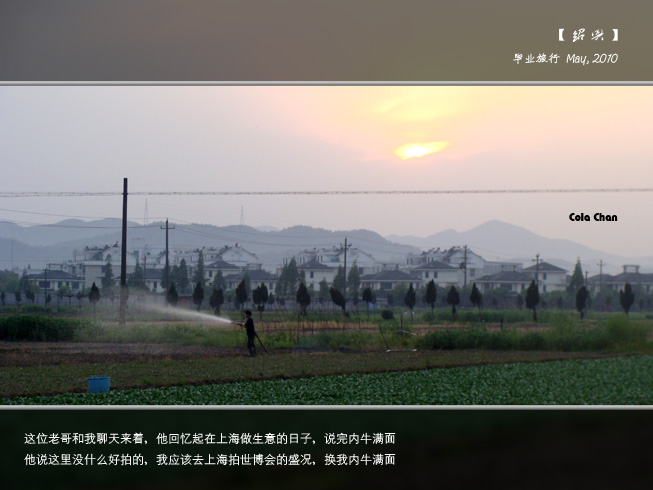 【绍兴】
毕业旅行 May, 2010
Cola Chan
这位老哥和我聊天来着，他回忆起在上海做生意的日子，说完内牛满面
他说这里没什么好拍的，我应该去上海拍世博会的盛况，换我内牛满面